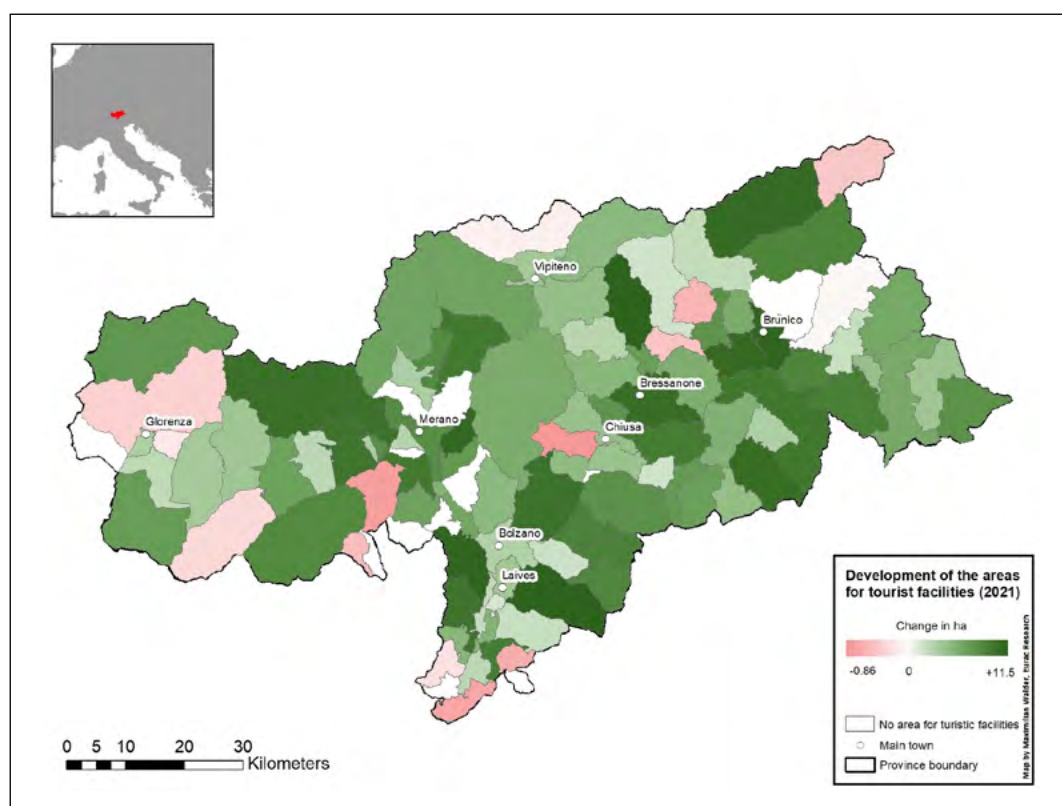 Vipiteno
Brunico
Bressanone
Glorenza
Merano
Chiusa
Bolzano
Laives
Development of the areas
for tourist facilities (2021)
Change in ha
-0.86 0 +11.5
No area for turistic facilities
Main town
Province boundary
Map by Maximilian Walder, Eurac Research
0 5 10 20 30
Kilometers